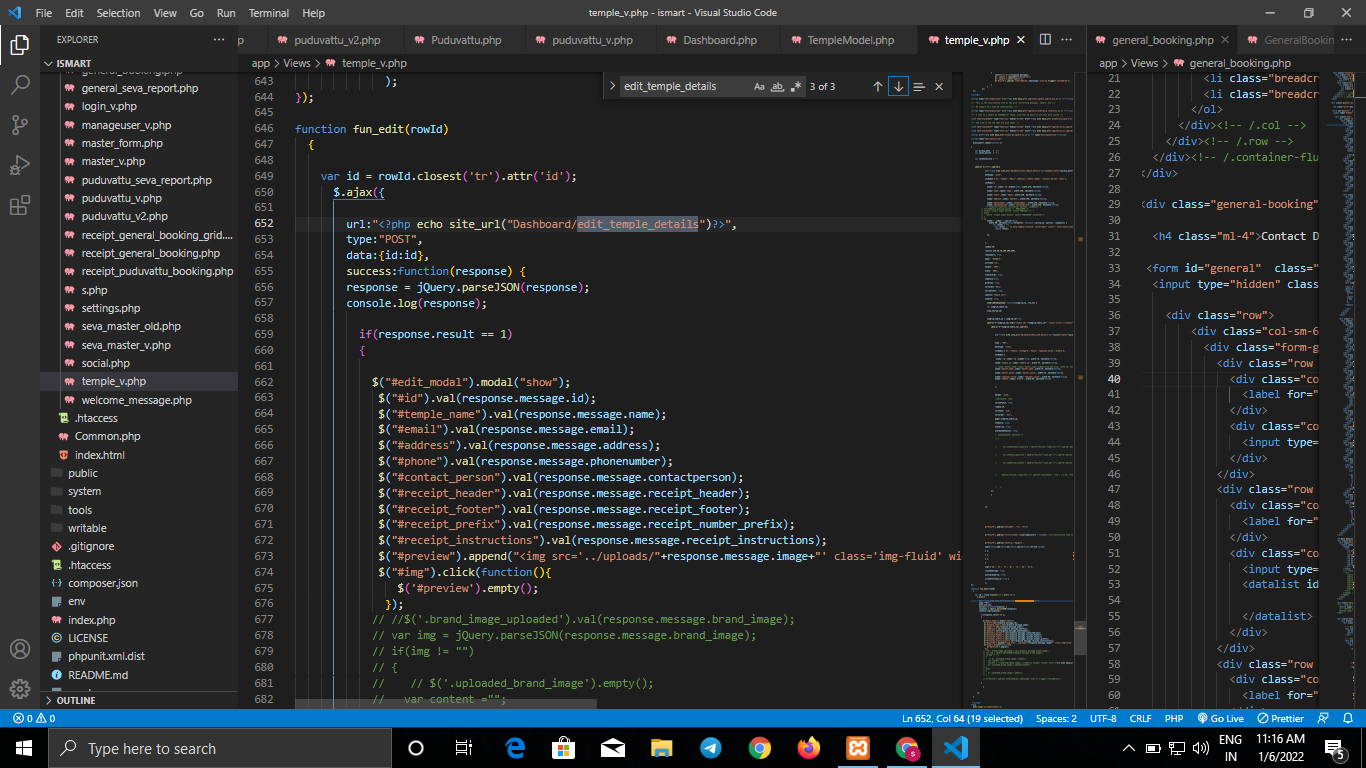 File Edit Selection View Go Run Terminal Help
temple_v.php - ismart - Visual Studio Code
EXPLORER
ISMART
general_booking.php
general_seva_report.php
login_v.php
manageuser_v.php
master_form.php
master_v.php
puduvattu_seva_report.php
puduvattu_v.php
puduvattu_v2.php
receipt_general_booking_grid....
receipt_general_booking.php
receipt_puduvattu_booking.php
s.php
settings.php
seva_master_old.php
seva_master_v.php
social.php
temple_v.php
welcome_message.php
.htaccess
Common.php
index.html
public
system
tools
writable
.gitignore
.htaccess
composer.json
env
index.php
LICENSE
phpunit.xml.dist
README.md
OUTLINE
p puduvattu_v2.php Puduvattu.php puduvattu_v.php Dashboard.php TempleModel.php temple_v.php
app > Views > temple_v.php
edit_temple_details Aa ab 3 of 3
643 );
644 });
645
646 function fun_edit(rowId)
647 {
648
649 var id = rowId.closest('tr').attr('id');
650 $.ajax({
651
652 url:"<?php echo site_url("Dashboard/edit_temple_details")?>",
653 type:"POST",
654 data:{id:id},
655 success:function(response) {
656 response = jQuery.parseJSON(response);
657 console.log(response);
658
659 if(response.result == 1)
660 {
661
662 $("#edit_modal").modal("show");
663 $("#id").val(response.message.id);
664 $("#temple_name").val(response.message.name);
665 $("#email").val(response.message.email);
666 $("#address").val(response.message.address);
667 $("#phone").val(response.message.phonenumber);
668 $("#contact_person").val(response.message.contactperson);
669 $("#receipt_header").val(response.message.receipt_header);
670 $("#receipt_footer").val(response.message.receipt_footer);
671 $("#receipt_prefix").val(response.message.receipt_number_prefix);
672 $("#receipt_instructions").val(response.message.receipt_instructions);
673 $("#preview").append("<img src='../uploads/"+response.message.image+"' class='img-fluid' wi
674 $("#img").click(function(){
675 $('#preview').empty();
676 });
677 // //$('.brand_image_uploaded').val(response.message.brand_image);
678 // var img = jQuery.parseJSON(response.message.brand_image);
679 // if(img != "")
680 // {
681 // // $('.uploaded_brand_image').empty();
682 // var content ="";
general_booking.php GeneralBookin
app > Views > general_booking.php
21 <li class="breadcr
22 <li class="breadcr
23 </ol>
24 </div><!-- /.col -->
25 </div><!-- /.row -->
26 </div><!-- /.container-flu
27 </div>
28
29 <div class="general-booking"
30
31 <h4 class="ml-4">Contact D
32
33 <form id="general" class="
34 <input type="hidden" class
35
36 <div class="row">
37 <div class="col-sm-6
38 <div class="form-g
39 <div class="row
40 <div class="co
41 <label for="
42 </div>
43 <div class="co
44 <input type=
45 </div>
46 </div>
47 <div class="row
48 <div class="co
49 <label for="
50 </div>
51 <div class="co
52 <input type=
53 <datalist id
54
55 </datalist>
56 </div>
57 </div>
58 <div class="row
59 <div class="co
60 <label for="
61 </div>
0 0 Ln 652, Col 64 (19 selected) Spaces: 2 UTF-8 CRLF PHP Go Live Prettier
Type here to search
ENG
IN
11:16 AM
1/6/2022
5